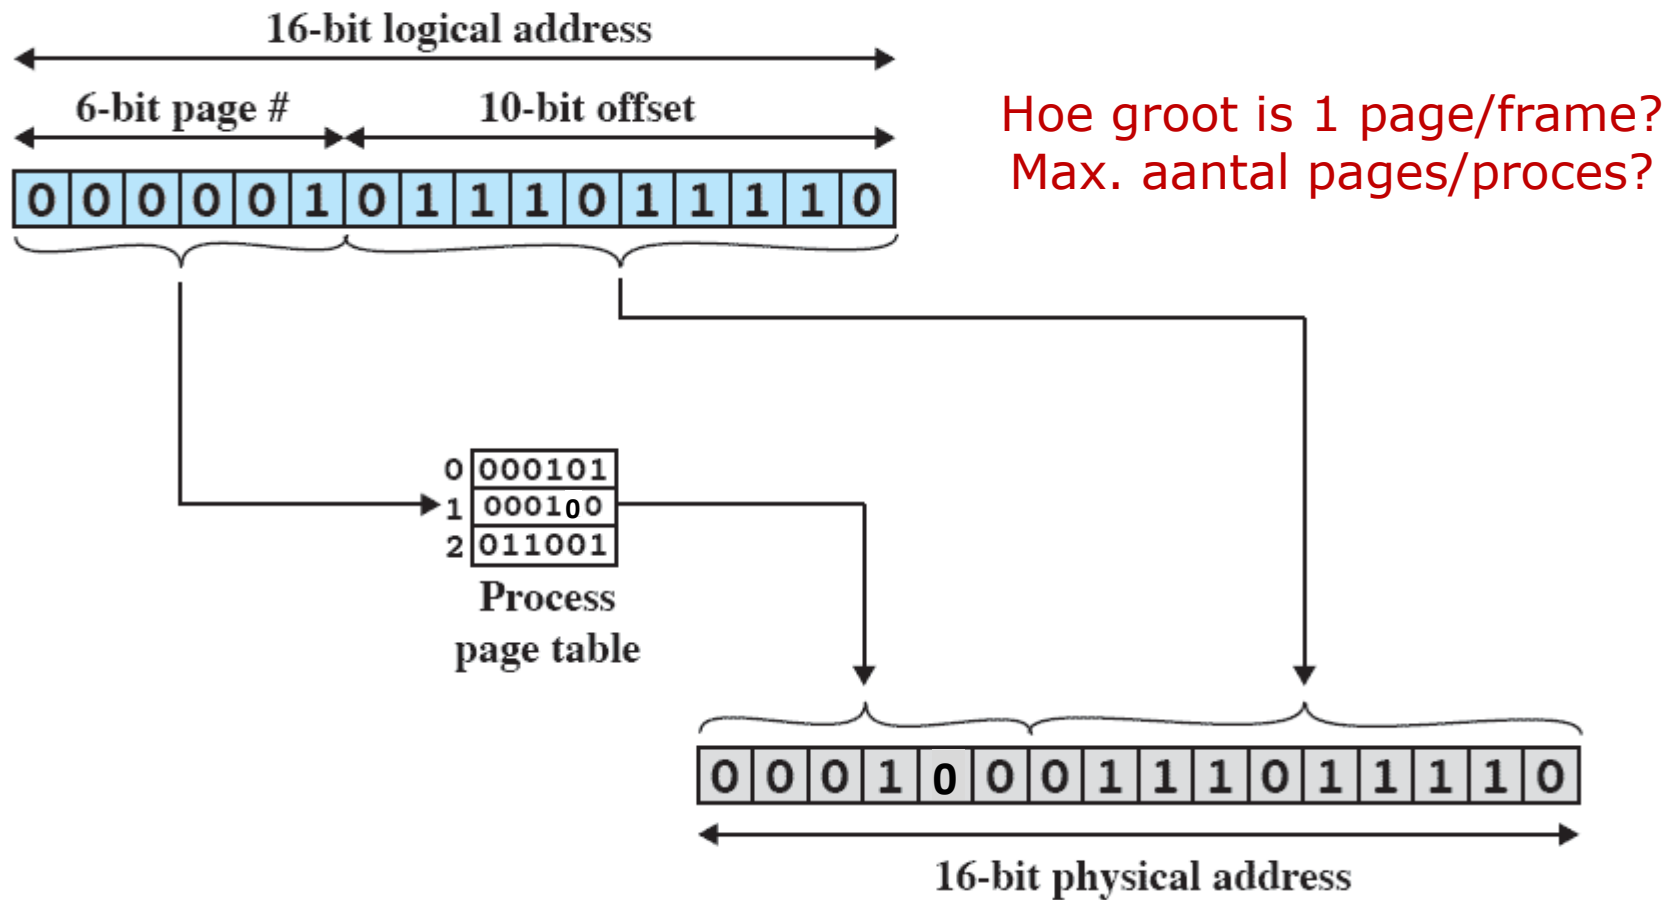 16-bit logical address
6-bit page #
10-bit offset
Hoe groot is 1 page/frame?
Max. aantal pages/proces?
0 0 0 0 0 1 0 1 1 1 0 1 1 1 1 0
0 000101
1 000100
2 011001
Process
page table
0 0 0 1 0 0 0 1 1 1 0 1 1 1 1 0
16-bit physical address